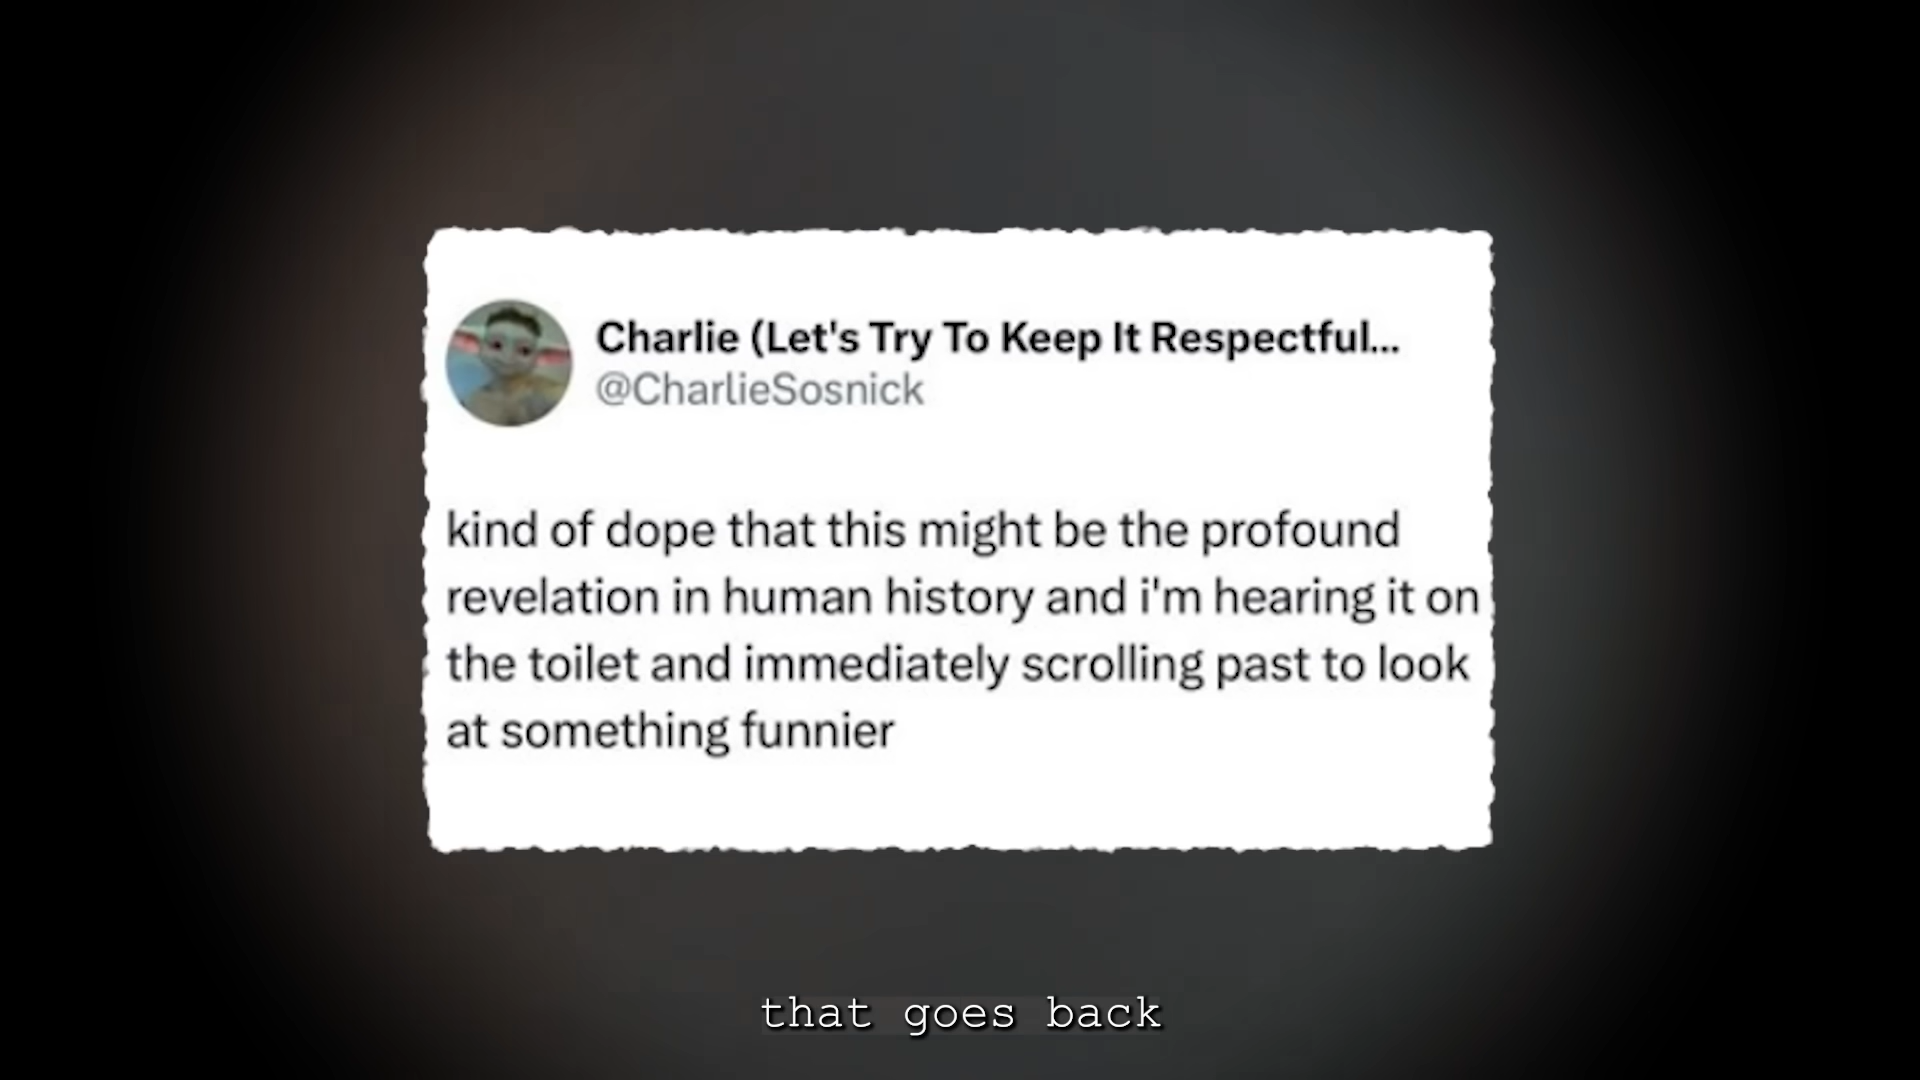 Charlie (Let's Try To Keep It Respectful...
@CharlieSosnick
kind of dope that this might be the profound
revelation in human history and i'm hearing it on
the toilet and immediately scrolling past to look
at something funnier
that goes back